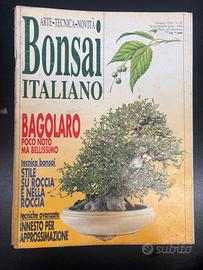 ARTE•TECNICA•NOVITÀ
Bonsai
ITALIANO
BAGOLARO
POCO NOTO
MA BELLISSIMO
tecnica bonsai
STILE
SU ROCCIA
E NELLA
ROCCIA
tecniche avanzate
INNESTO PER
APPROSSIMAZIONE
subito